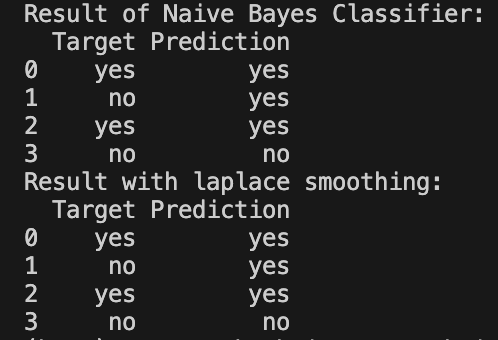 Result of Naive Bayes Classifier:
  Target Prediction
0    yes        yes
1     no        yes
2    yes        yes
3     no         no
Result with laplace smoothing:
  Target Prediction
0    yes        yes
1     no        yes
2    yes        yes
3     no         no